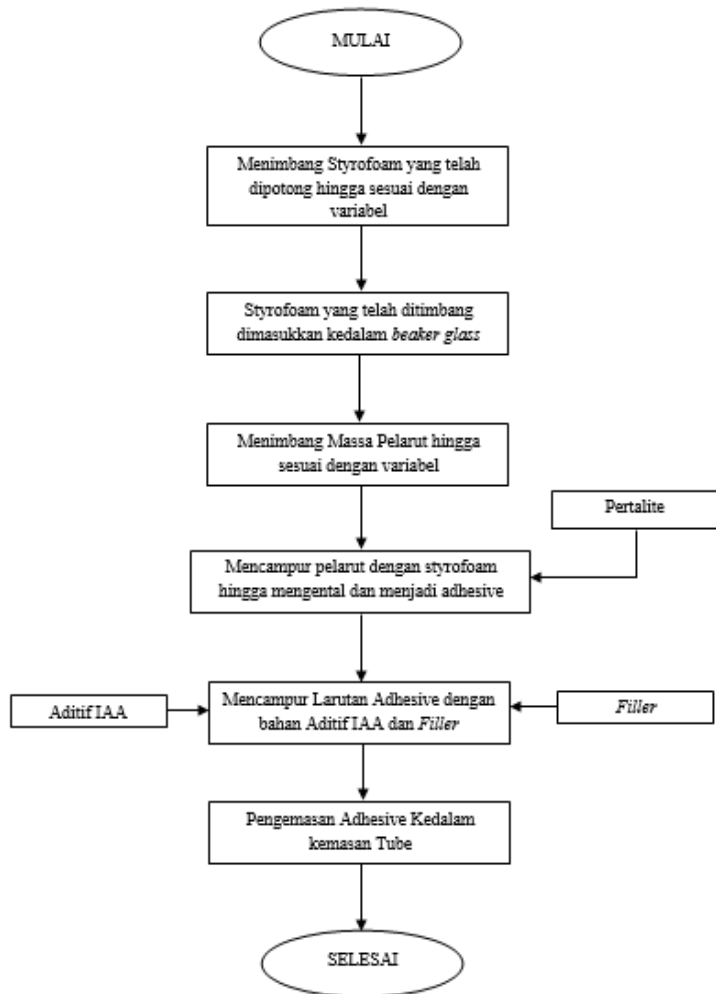 MULAI
Menimbang Styrofoam yang telah
dipotong hingga sesuai dengan
variabel
Styrofoam yang telah ditimbang
dimasukkan kedalam beaker glass
Menimbang Massa Pelarut hingga
sesuai dengan variabel
Pertalite
Mencampur pelarut dengan styrofoam
hingga mengental dan menjadi adhesive
Aditif IAA
Mencampur Larutan Adhesive dengan
bahan Aditif IAA dan Filler
Filler
Pengemasan Adhesive Kedalam
kemasan Tube
SELESAI